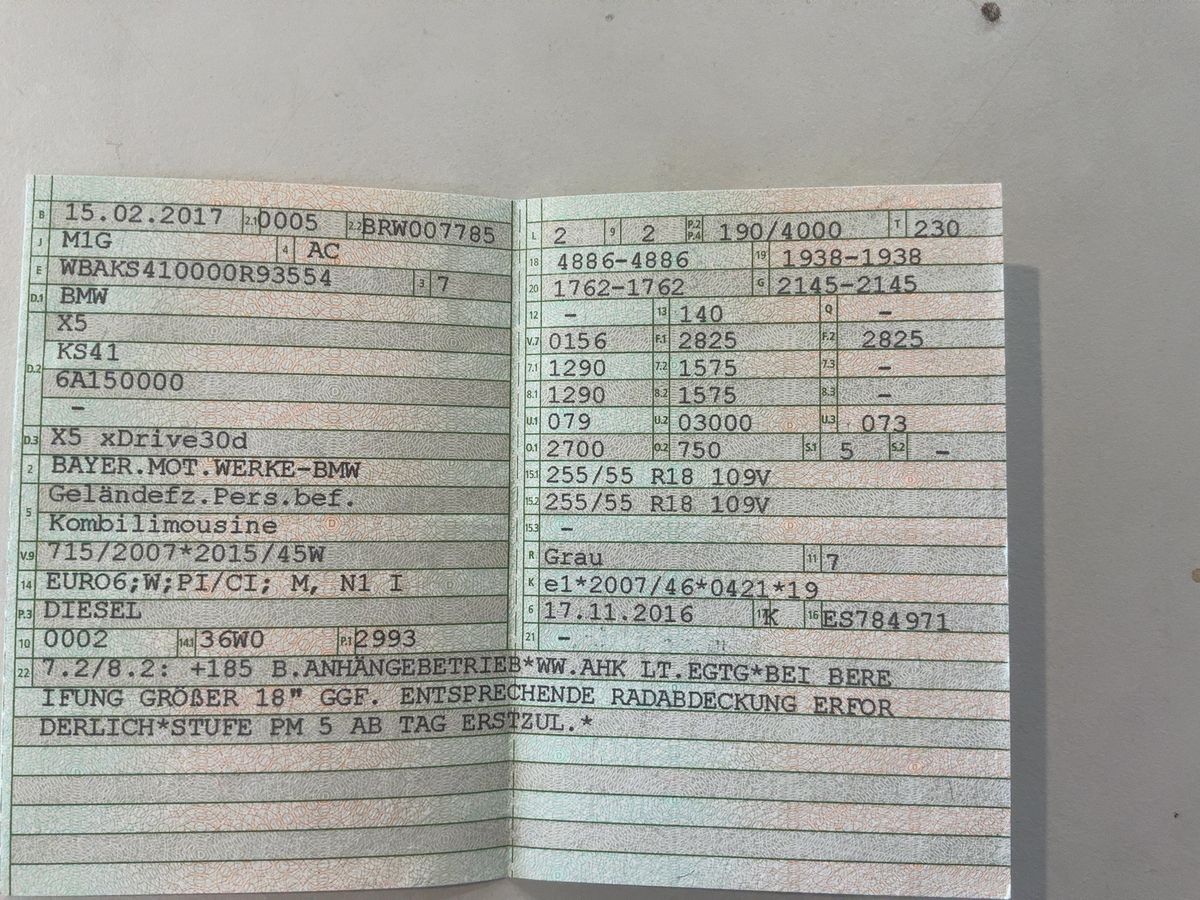 B 15.02.2017 2.1 0005 2.2 BRW007785
J M1G 4 AC
E WBAKS410000R93554 3 7
D.1 BMW
X5
D.2 KS41
6A150000
–
D.3 X5 xDrive30d
2 BAYER.MOT.WERKE-BMW
5 Geländefz.Pers.bef.
Kombilimousine
V.9 715/2007*2015/45W
14 EURO6;W;PI/CI; M, N1 I
P.3 DIESEL
10 0002 14.1 36W0 P.1 2993
L 2 9 2 P.2 P.4 190/4000 T 230
18 4886-4886 19 1938-1938
20 1762-1762 G 2145-2145
12 – 13 140 Q –
V.7 0156 F.1 2825 F.2 2825
7.1 1290 7.2 1575 7.3 –
8.1 1290 8.2 1575 8.3 –
U.1 079 U.2 03000 U.3 073
O.1 2700 O.2 750 S.1 5 S.2 –
15.1 255/55 R18 109V
15.2 255/55 R18 109V
15.3 –
R Grau 11 7
K e1*2007/46*0421*19
6 17.11.2016 17 K 16 ES784971
21 –
22 7.2/8.2: +185 B.ANHÄNGEBETRIEB*WW.AHK LT.EGTG*BEI BERE
IFUNG GRÖßER 18" GGF. ENTSPRECHENDE RADABDECKUNG ERFOR
DERLICH*STUFE PM 5 AB TAG ERSTZUL.*